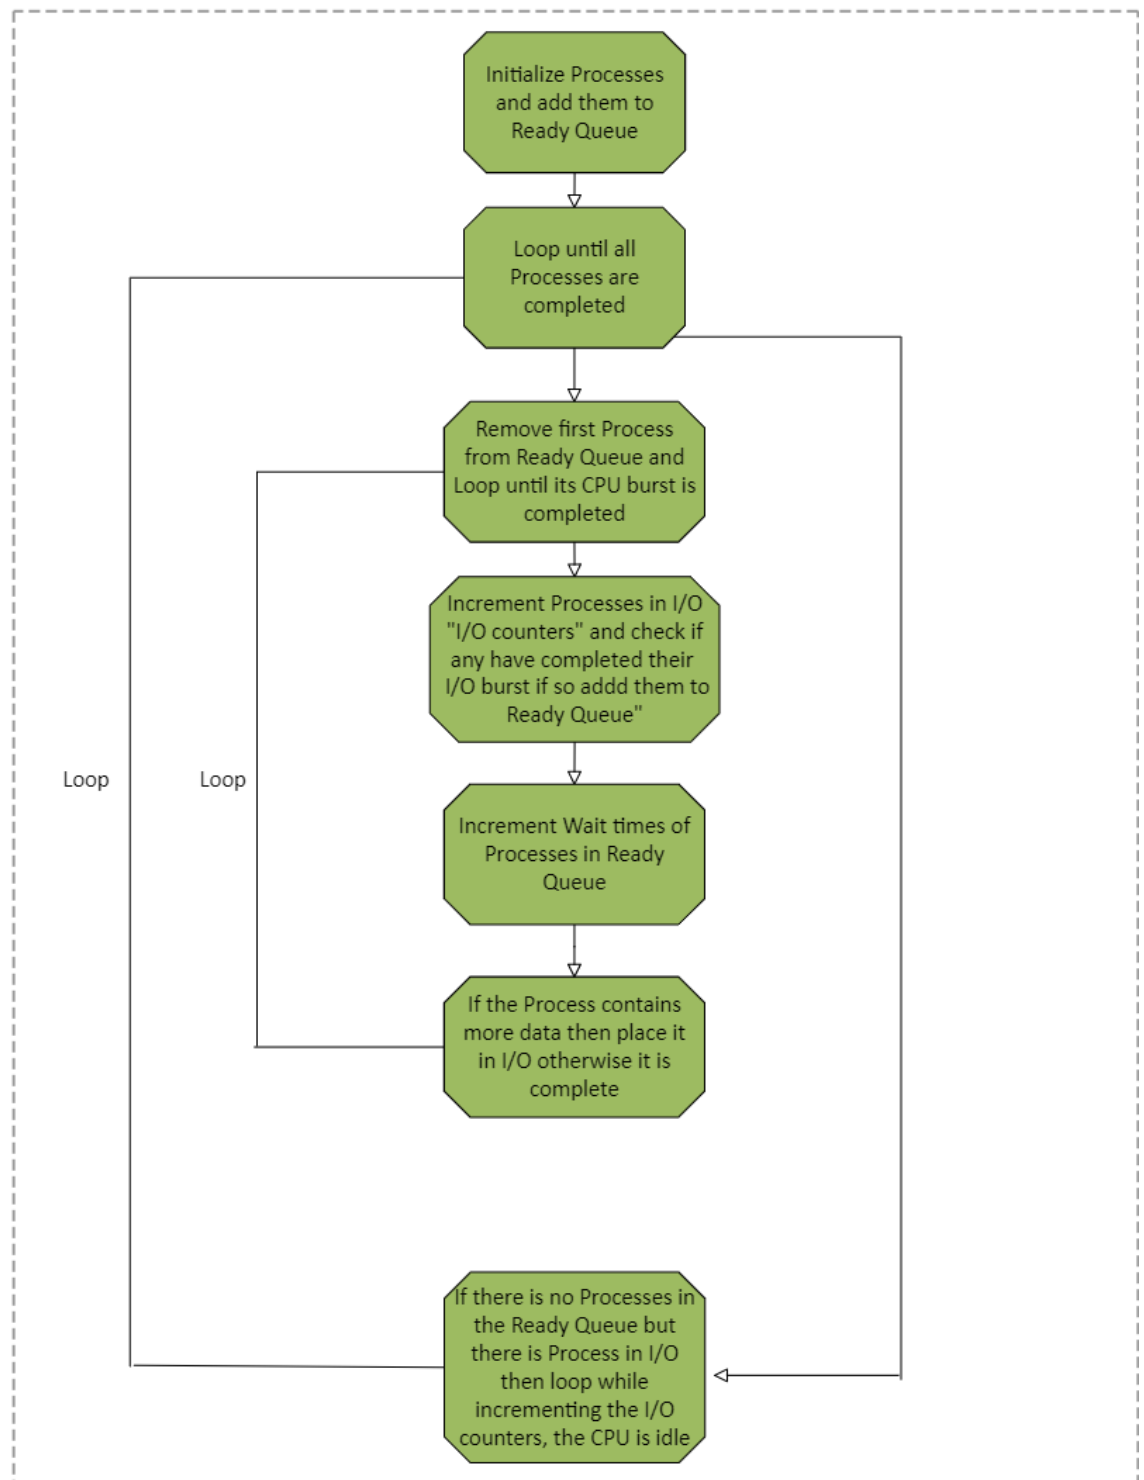 Initialize Processes
and add them to
Ready Queue
Loop until all
Processes are
completed
Remove first Process
from Ready Queue and
Loop until its CPU burst is
completed
Increment Processes in I/O
"I/O counters" and check if
any have completed their
I/O burst if so addd them to
Ready Queue"
Loop
Loop
Increment Wait times of
Processes in Ready
Queue
If the Process contains
more data then place it
in I/O otherwise it is
complete
If there is no Processes in
the Ready Queue but
there is Process in I/O
then loop while
incrementing the I/O
counters, the CPU is idle